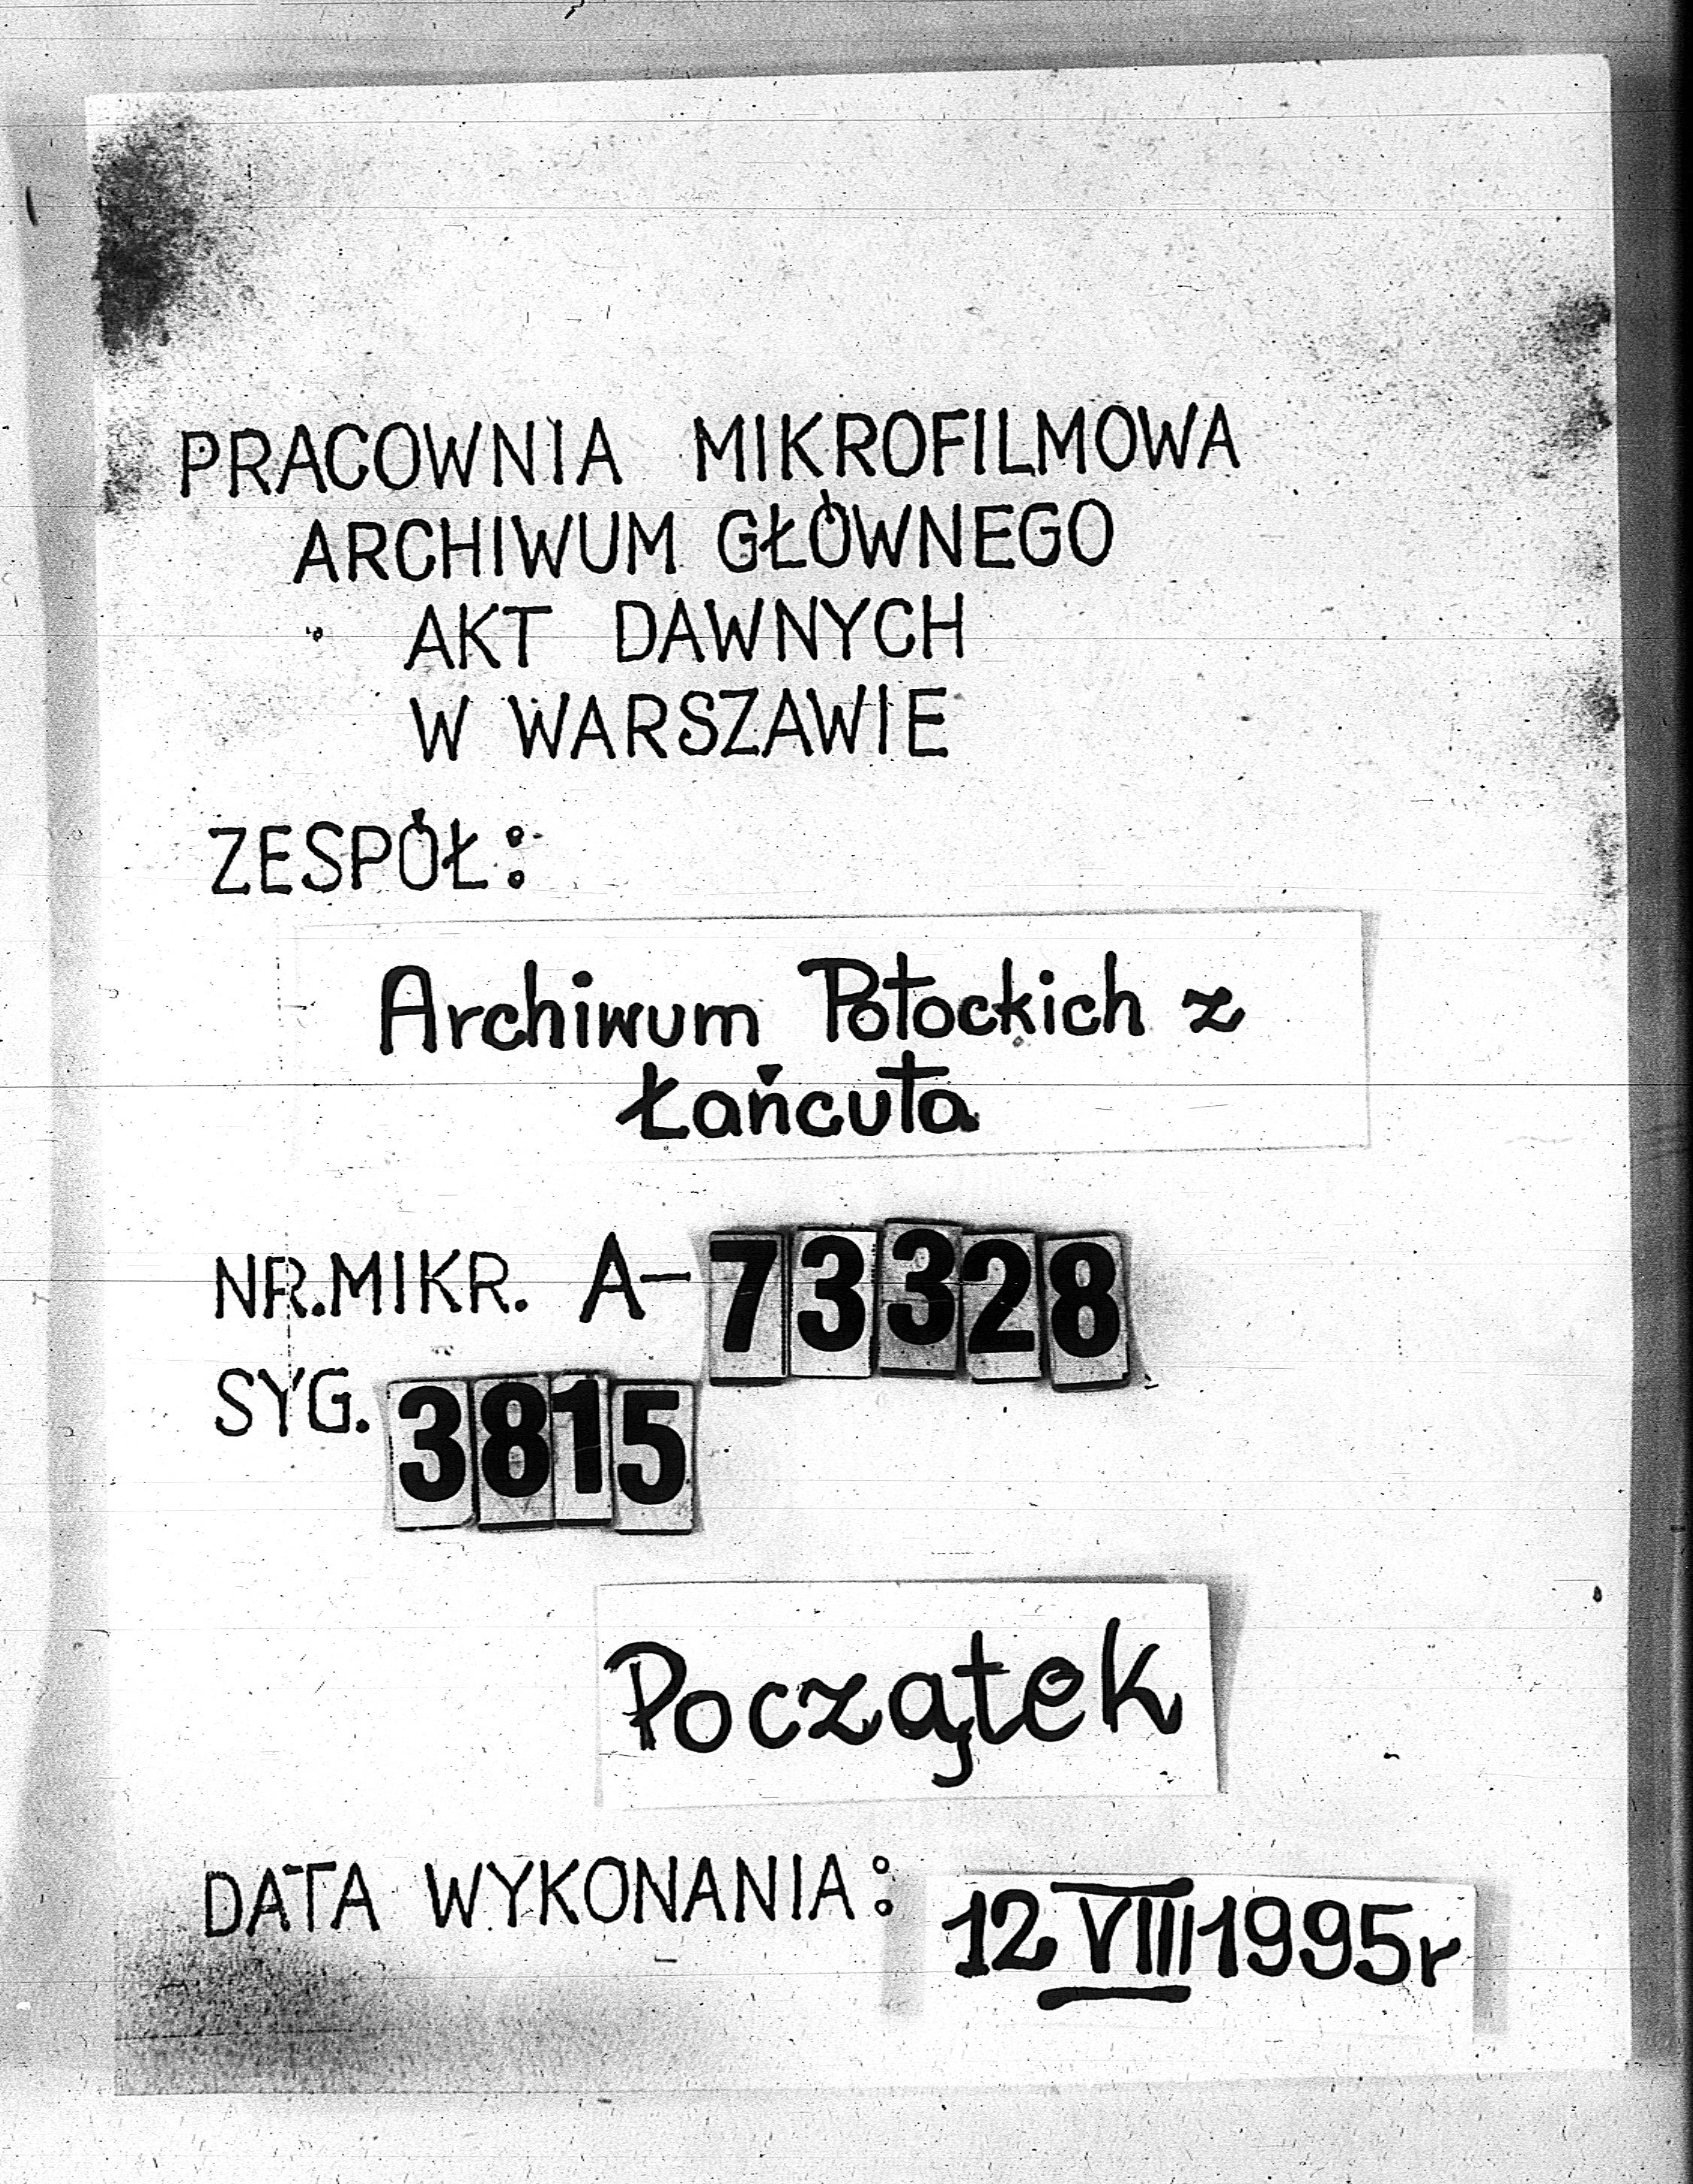 PRACOWNIA MIKROFILMOWA
ARCHIWUM GŁÓWNEGO
AKT DAWNYCH
W WARSZAWIE
ZESPÓŁ:
Archiwum Potockich z
Łańcuta
NR.MIKR. A-73328
SYG. 3815
Początek
DATA WYKONANIA: 12 VIII 1995r